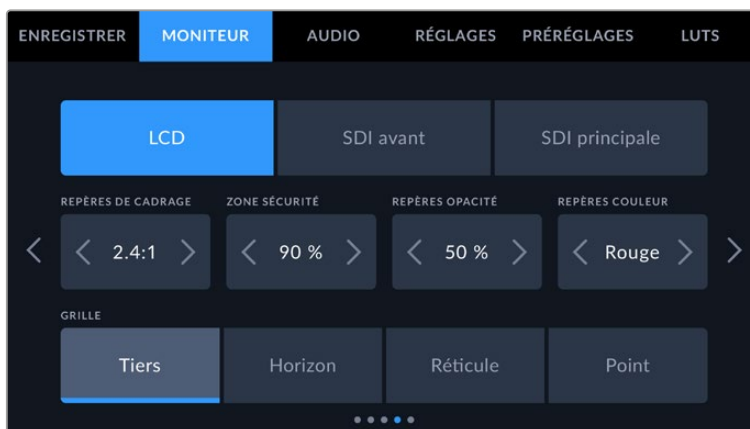 ENREGISTRER MONITEUR AUDIO RÉGLAGES PRÉRÉGLAGES LUTS
LCD SDI avant SDI principale
REPÈRES DE CADRAGE ZONE SÉCURITÉ REPÈRES OPACITÉ REPÈRES COULEUR
2.4:1 90 % 50 % Rouge
GRILLE
Tiers Horizon Réticule Point